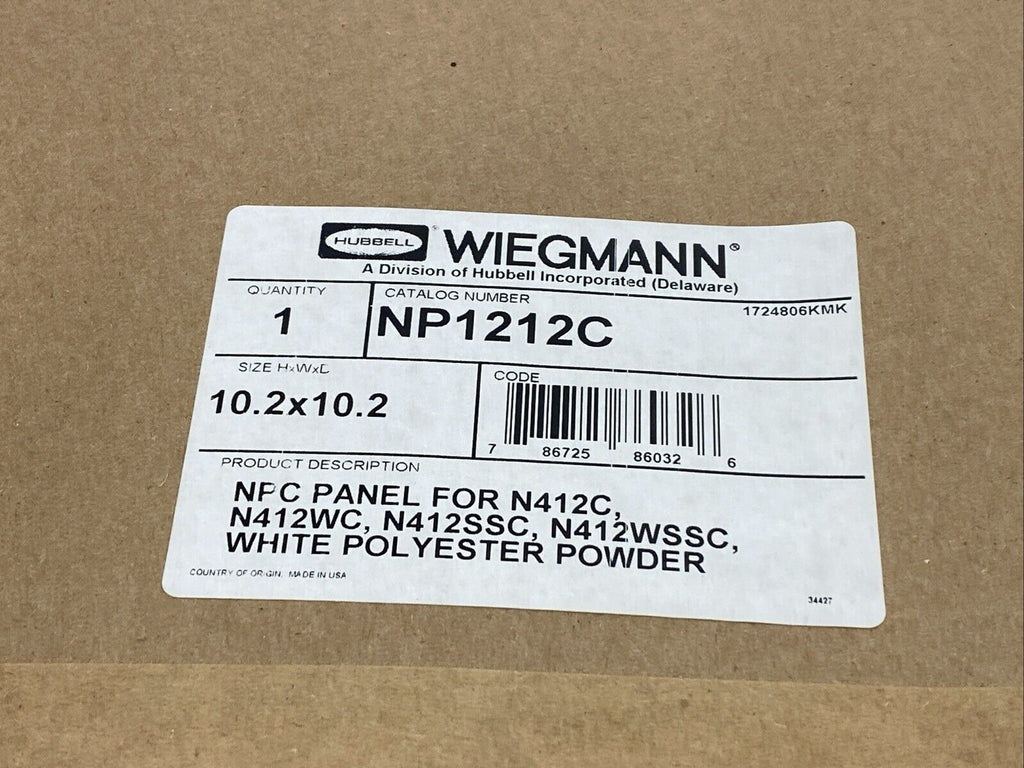 HUBBELL® WIEGMANN®
A Division of Hubbell Incorporated (Delaware)
QUANTITY
1
CATALOG NUMBER
1724806KMK
NP1212C
SIZE HxWxD
10.2x10.2
CODE
7 86725 86032 6
PRODUCT DESCRIPTION
NPC PANEL FOR N412C,
N412WC, N412SSC, N412WSSC,
WHITE POLYESTER POWDER
COUNTRY OF ORIGIN. MADE IN USA
34427